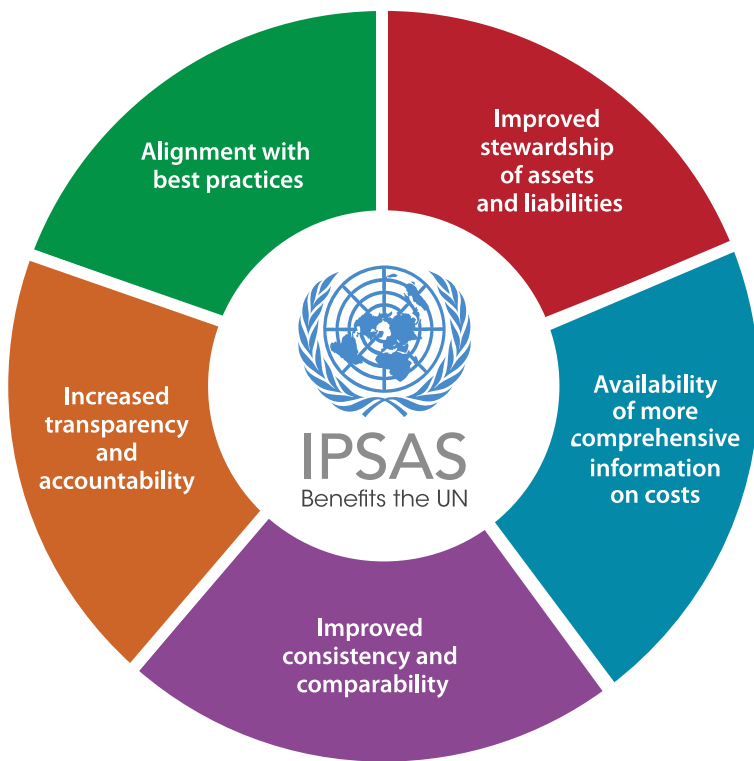 Alignment with
best practices
Improved
stewardship
of assets
and liabilities
Availability
of more
comprehensive
information
on costs
Improved
consistency and
comparability
Increased
transparency
and
accountability
IPSAS
Benefits the UN